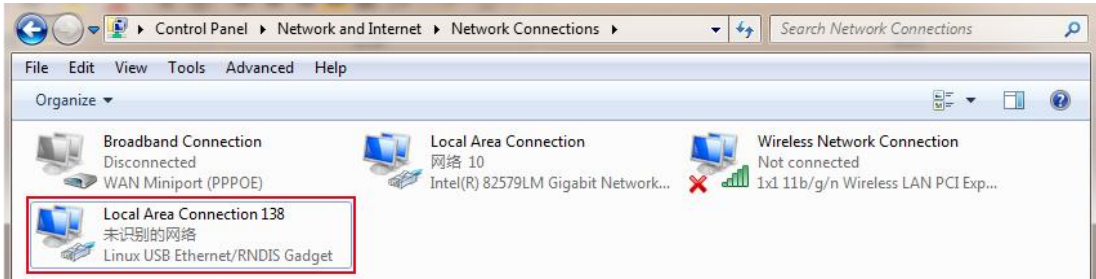 Control Panel ▸ Network and Internet ▸ Network Connections ▸
Search Network Connections
File Edit View Tools Advanced Help
Organize
Broadband Connection
Disconnected
WAN Miniport (PPPOE)
Local Area Connection
网络 10
Intel(R) 82579LM Gigabit Network...
Wireless Network Connection
Not connected
1x1 11b/g/n Wireless LAN PCI Exp...
Local Area Connection 138
未识别的网络
Linux USB Ethernet/RNDIS Gadget